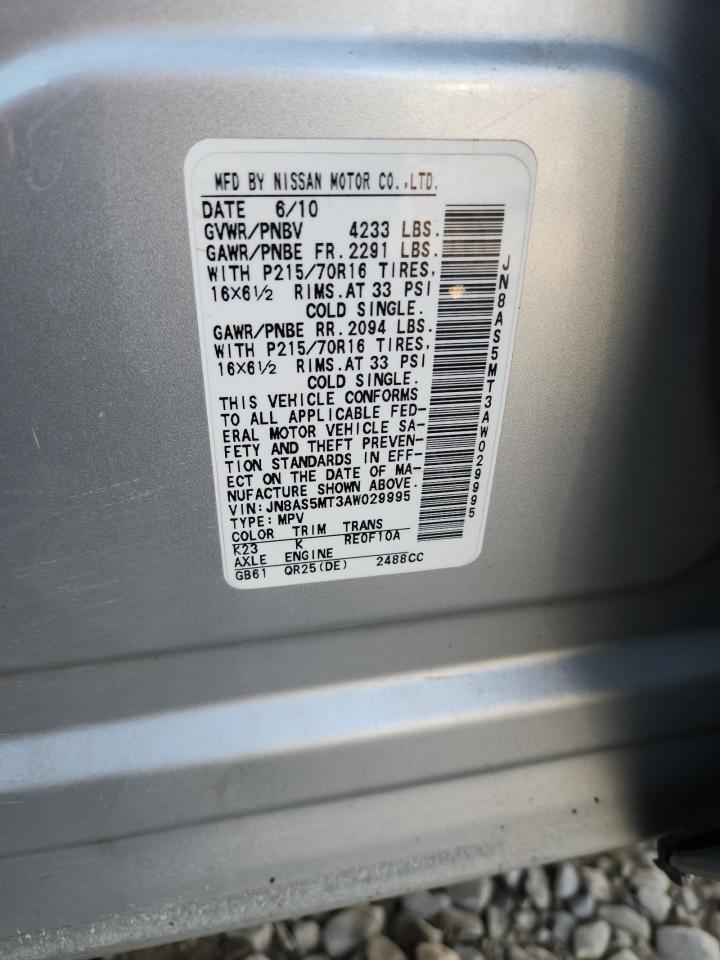 MFD BY NISSAN MOTOR CO.,LTD.
DATE 6/10
GVWR/PNBV 4233 LBS.
GAWR/PNBE FR. 2291 LBS.
WITH P215/70R16 TIRES,
16X6½ RIMS. AT 33 PSI
COLD SINGLE.
GAWR/PNBE RR. 2094 LBS.
WITH P215/70R16 TIRES,
16X6½ RIMS. AT 33 PSI
COLD SINGLE.
THIS VEHICLE CONFORMS
TO ALL APPLICABLE FED-
ERAL MOTOR VEHICLE SA-
FETY AND THEFT PREVEN-
TION STANDARDS IN EFF-
ECT ON THE DATE OF MA-
NUFACTURE SHOWN ABOVE.
VIN: JN8AS5MT3AW029995
TYPE: MPV
COLOR TRIM TRANS
K23 K RE0F10A
AXLE ENGINE
GB61 QR25(DE) 2488CC
JN8AS5MT3AW029995